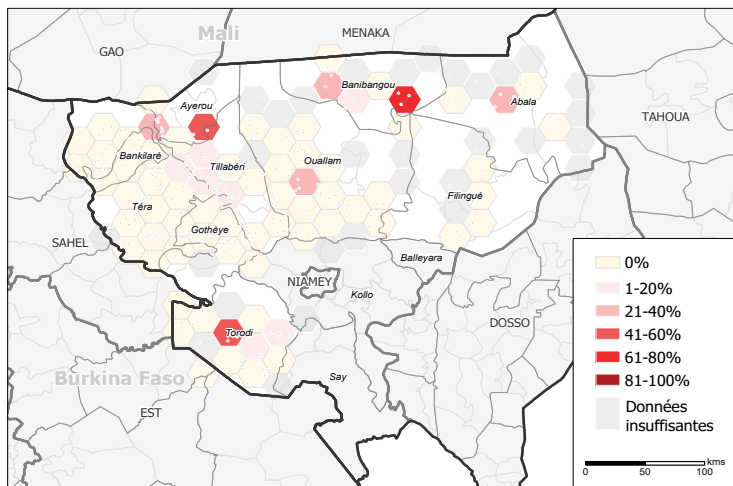 MENAKA
Mali
GAO
Banibangou
Abala
Ayerou
TAHOUA
Bankilaré
Tillabéri
Ouallam
Filingué
Téra
Gothèye
SAHEL
Balleyara
NIAMEY
Kollo
DOSSO
Torodi
Say
Burkina Faso
EST
0%
1-20%
21-40%
41-60%
61-80%
81-100%
Données
insuffisantes
kms
0 50 100